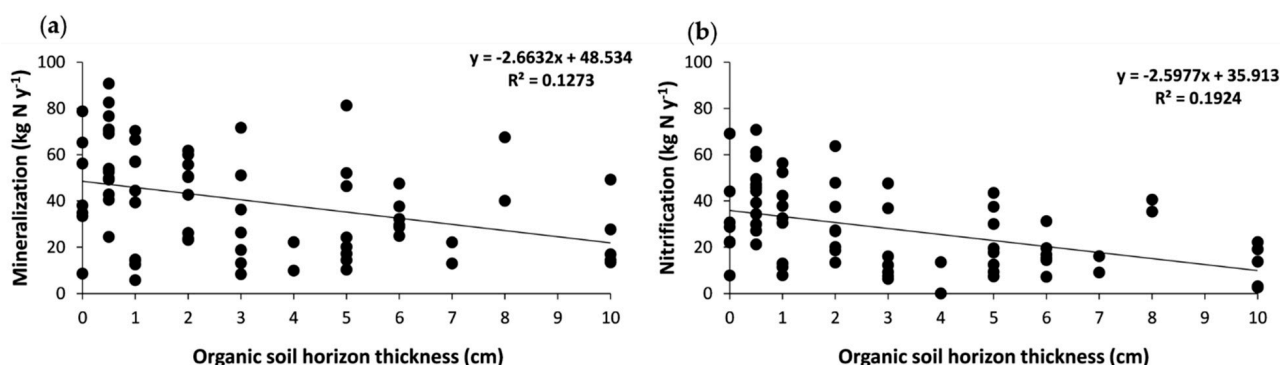 (a)
y = -2.6632x + 48.534
R² = 0.1273
Mineralization (kg N y⁻¹)
100
80
60
40
20
0
0 1 2 3 4 5 6 7 8 9 10
Organic soil horizon thickness (cm)
(b)
y = -2.5977x + 35.913
R² = 0.1924
Nitrification (kg N y⁻¹)
100
80
60
40
20
0
0 1 2 3 4 5 6 7 8 9 10
Organic soil horizon thickness (cm)